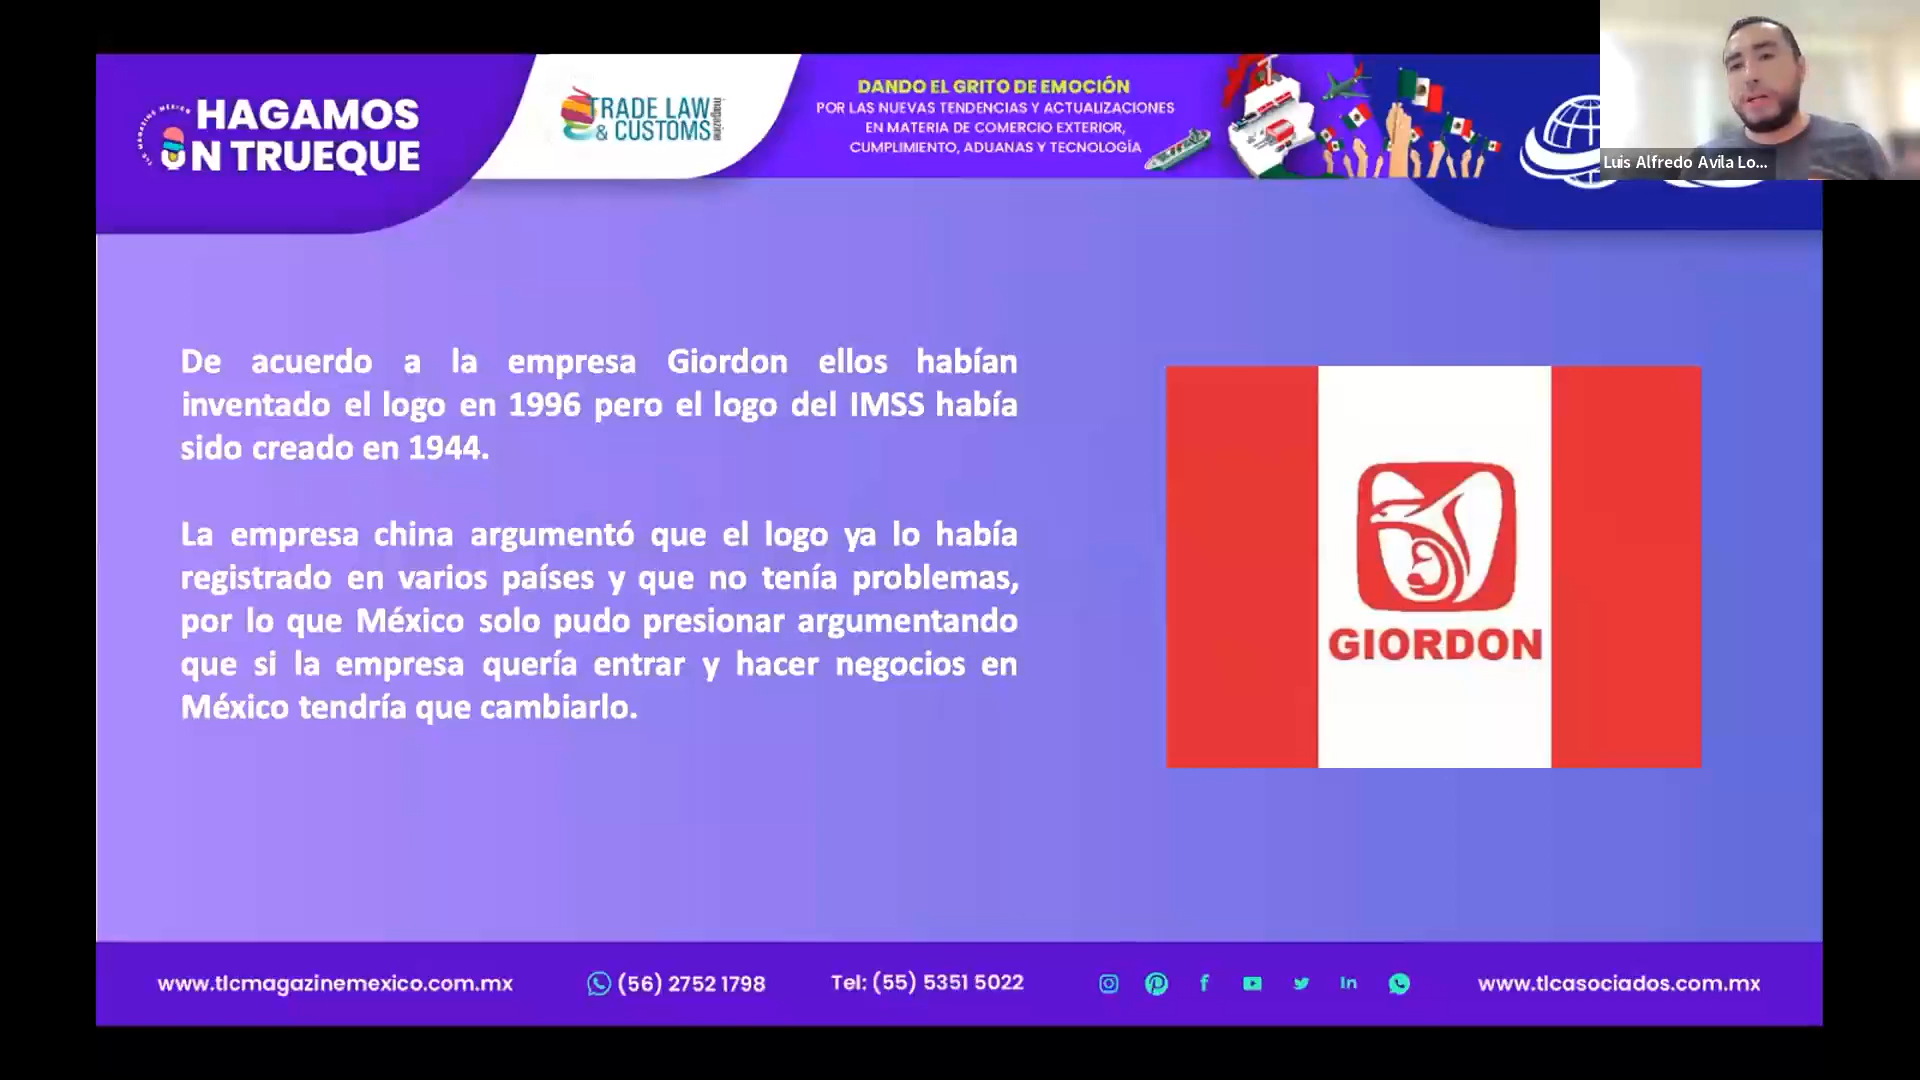 TLC MAGAZINE MÉXICO
HAGAMOS
UN TRUEQUE
TRADE LAW
& CUSTOMS
magazine
DANDO EL GRITO DE EMOCIÓN
POR LAS NUEVAS TENDENCIAS Y ACTUALIZACIONES
EN MATERIA DE COMERCIO EXTERIOR,
CUMPLIMIENTO, ADUANAS Y TECNOLOGÍA
Luis Alfredo Avila Lo...
De acuerdo a la empresa Giordon ellos habían
inventado el logo en 1996 pero el logo del IMSS había
sido creado en 1944.
La empresa china argumentó que el logo ya lo había
registrado en varios países y que no tenía problemas,
por lo que México solo pudo presionar argumentando
que si la empresa quería entrar y hacer negocios en
México tendría que cambiarlo.
GIORDON
www.tlcmagazinemexico.com.mx
(56) 2752 1798
Tel: (55) 5351 5022
www.tlcasociados.com.mx